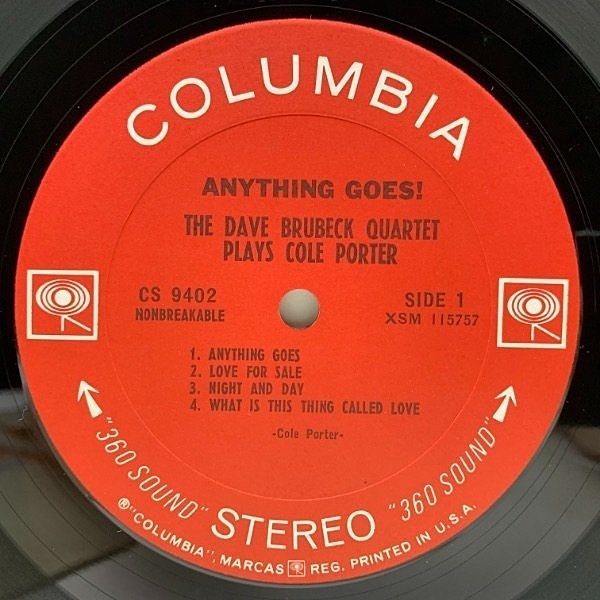 COLUMBIA
ANYTHING GOES!
THE DAVE BRUBECK QUARTET
PLAYS COLE PORTER
CS 9402
NONBREAKABLE
SIDE 1
XSM 115757
1. ANYTHING GOES
2. LOVE FOR SALE
3. NIGHT AND DAY
4. WHAT IS THIS THING CALLED LOVE
-Cole Porter-
"360 SOUND" STEREO "360 SOUND"
®"COLUMBIA", MARCAS REG. PRINTED IN U.S.A.